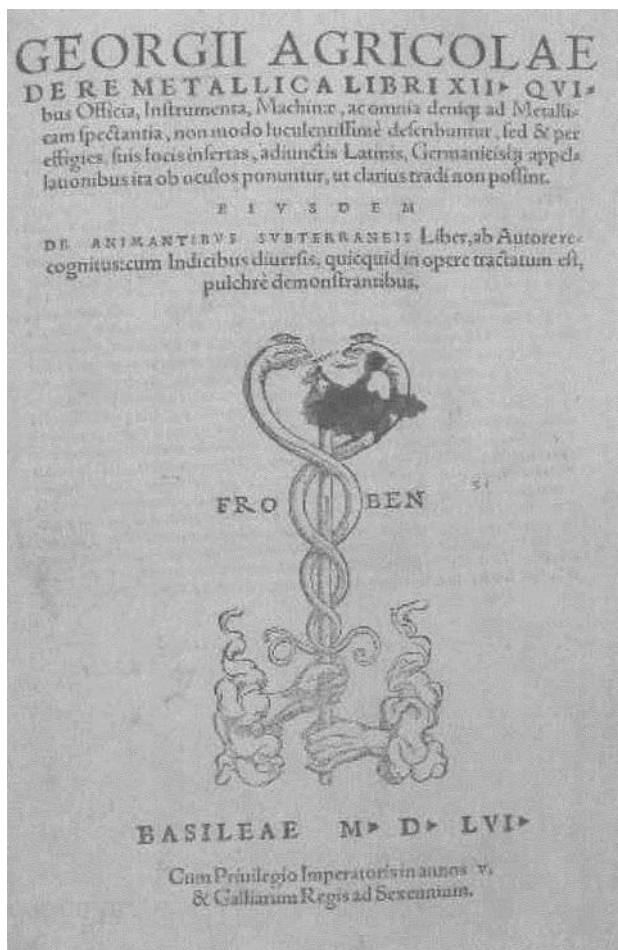 GEORGII AGRICOLAE
DE RE METALLICA LIBRI XII▸ QVI▸
bus Officia, Inſtrumenta, Machinæ, ac omnia deniqꝫ ad Metalli-
cam ſpectantia, non modo luculentiſſimè deſcribuntur, ſed & per
effigies, ſuis locis inſertas, adiunctis Latinis, Germanicisqꝫ appel-
lationibus ita ob oculos ponuntur, ut clarius tradi non poſſint.
EIVSDEM
DE ANIMANTIBVS SVBTERRANEIS Liber, ab Autore re-
cognitus: cum Indicibus diuerſis, quicquid in opere tractatum eſt,
pulchrè demonſtrantibus.
FRO BEN
BASILEAE M▸ D▸ LVI▸
Cum Priuilegio Imperatoris in annos v.
& Galliarum Regis ad Sexennium.